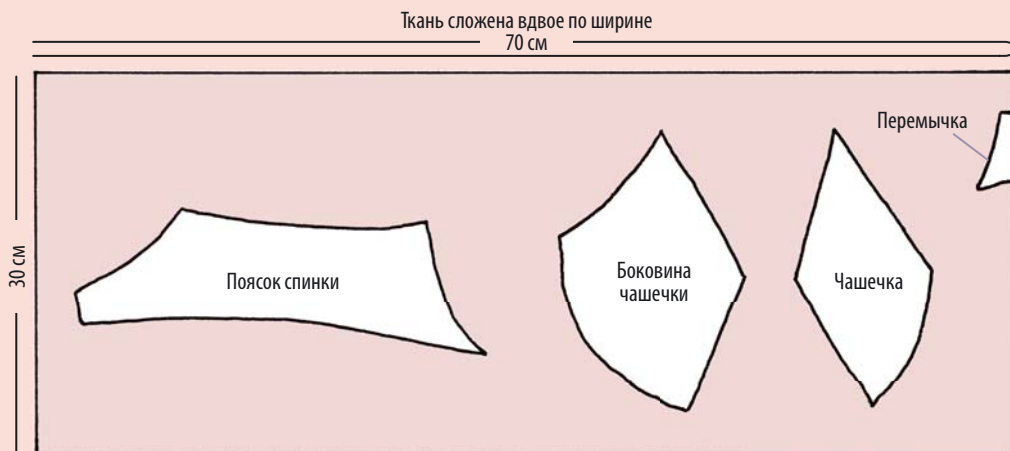 Ткань сложена вдвое по ширине
70 см
Перемычка
30 см
Поясок спинки
Боковина
чашечки
Чашечка